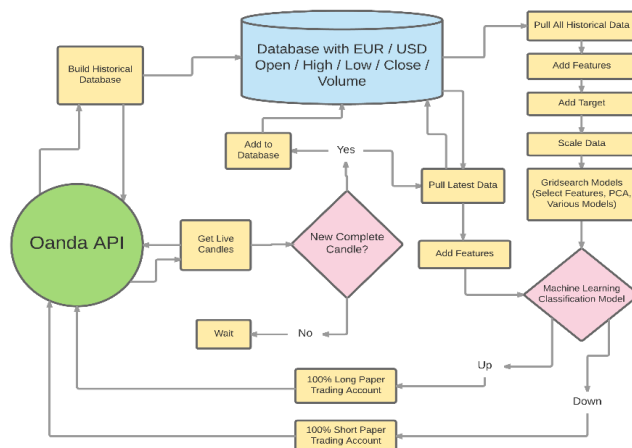 Pull All Historical Data
Database with EUR / USD
Open / High / Low / Close /
Volume
Build Historical
Database
Add Features
Add Target
Add to
Database
Yes
Scale Data
Pull Latest Data
Gridsearch Models
(Select Features, PCA,
Various Models)
Oanda API
Get Live
Candles
New Complete
Candle?
Add Features
Machine Learning
Classification Model
Wait
No
Up
100% Long Paper
Trading Account
Down
100% Short Paper
Trading Account